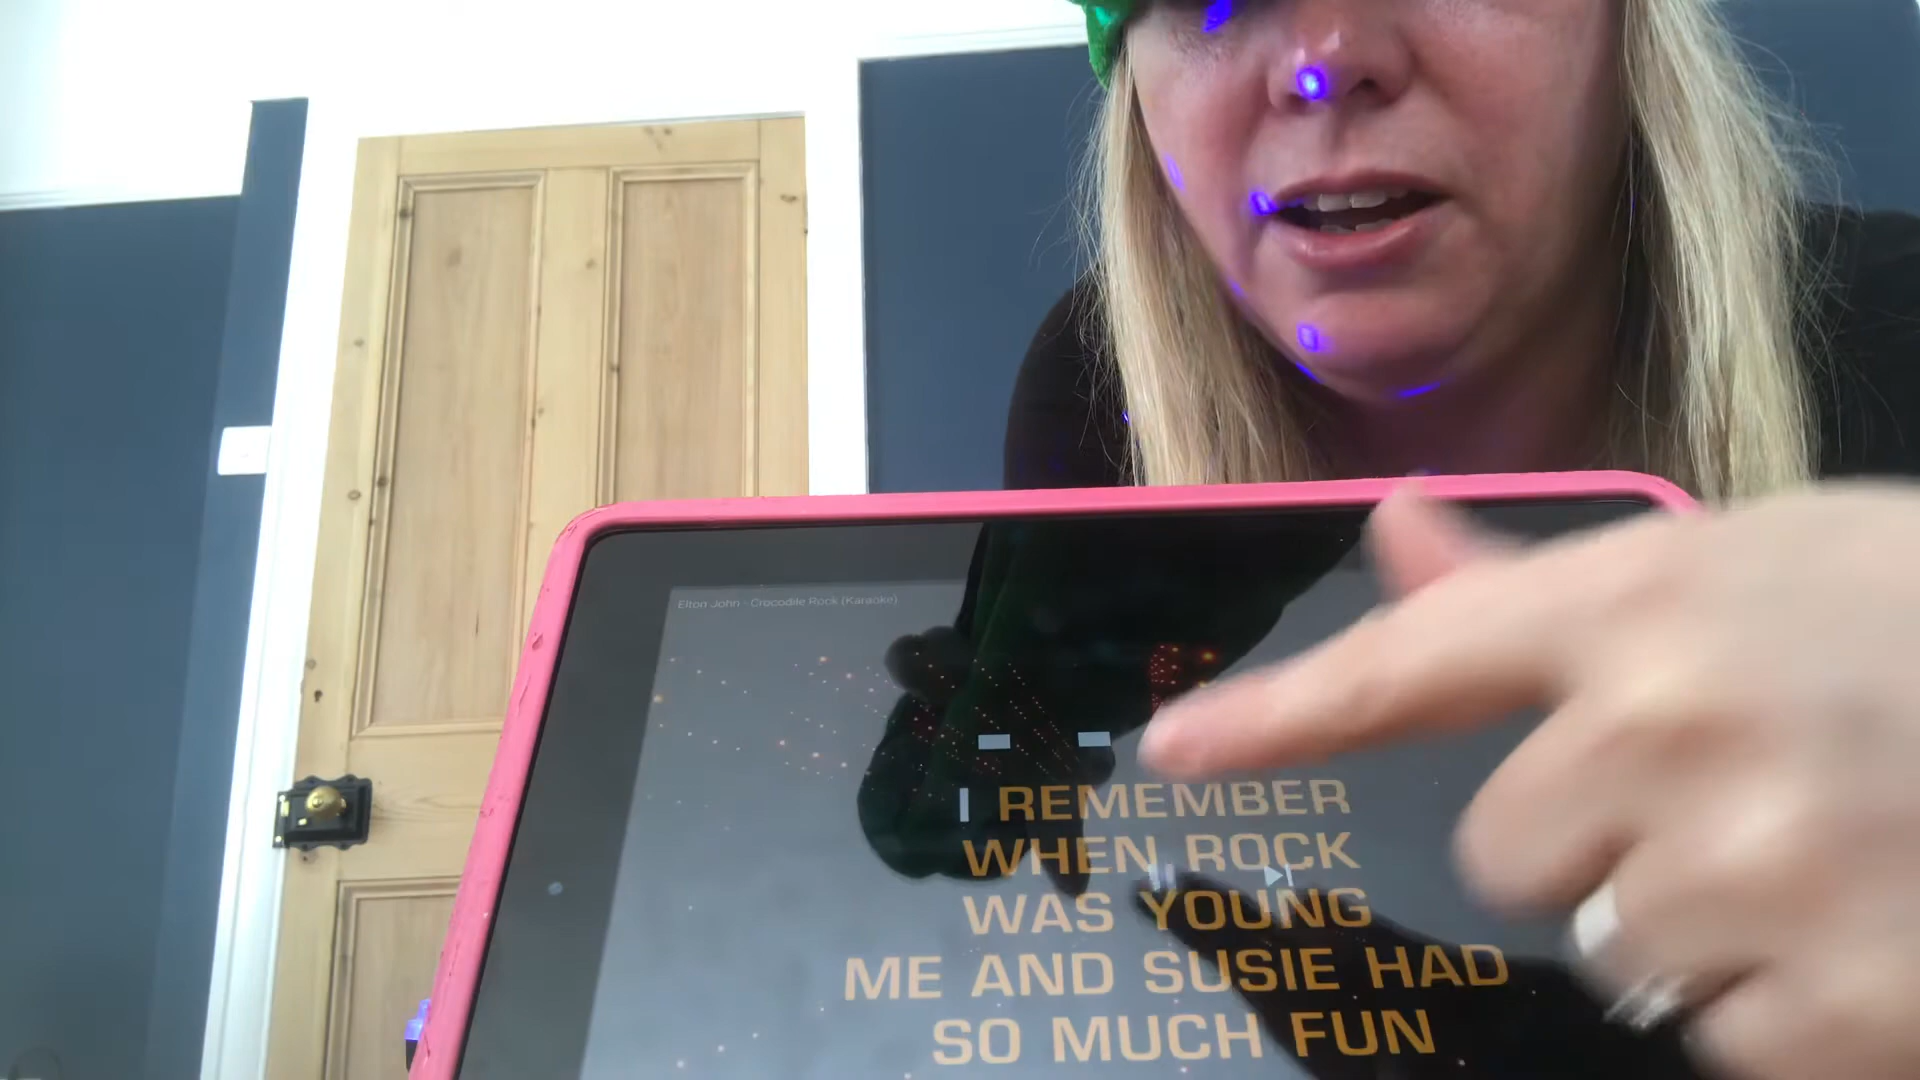 Elton John - Crocodile Rock (Karaoke)
I REMEMBER
WHEN ROCK
WAS YOUNG
ME AND SUSIE HAD
SO MUCH FUN